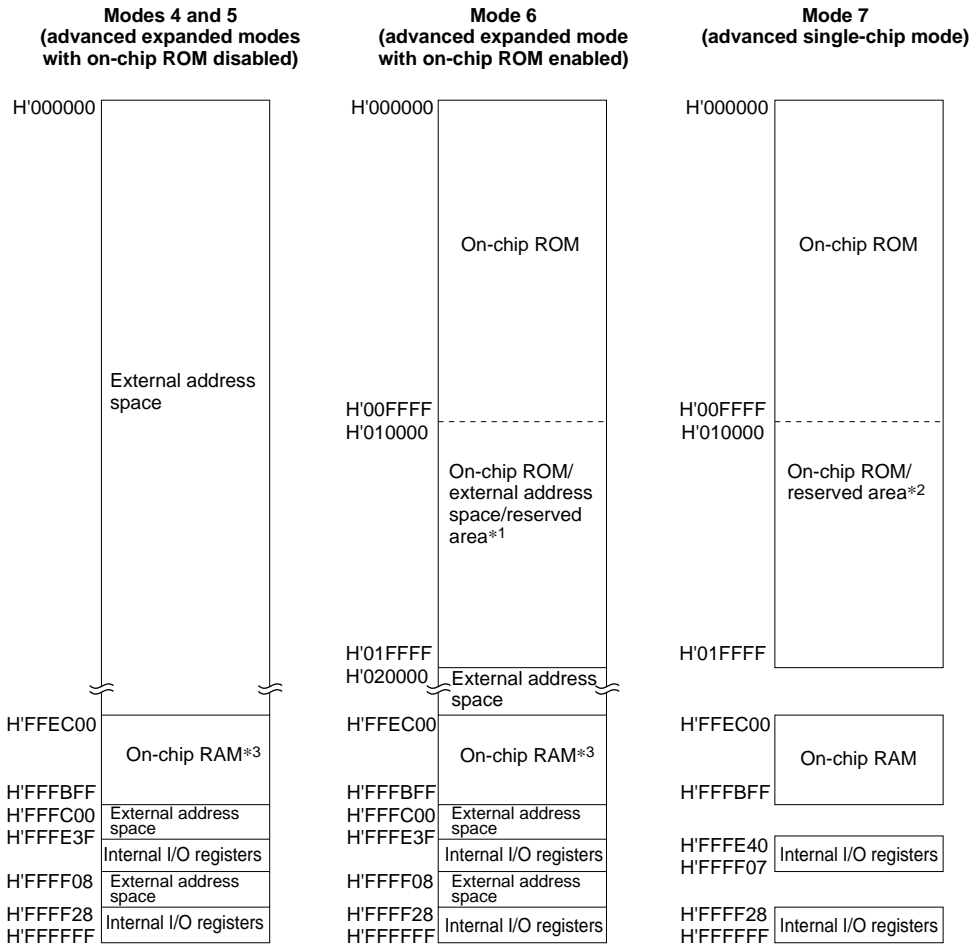 Modes 4 and 5
(advanced expanded modes
with on-chip ROM disabled)
H'000000
External address
space
H'FFEC00
On-chip RAM*3
H'FFFBFF
H'FFFC00
External address
space
H'FFFE3F
Internal I/O registers
H'FFFF08
External address
space
H'FFFF28
Internal I/O registers
H'FFFFFF
Mode 6
(advanced expanded mode
with on-chip ROM enabled)
H'000000
On-chip ROM
H'00FFFF
H'010000
On-chip ROM/
external address
space/reserved
area*1
H'01FFFF
H'020000
External address
space
H'FFEC00
On-chip RAM*3
H'FFFBFF
H'FFFC00
External address
space
H'FFFE3F
Internal I/O registers
H'FFFF08
External address
space
H'FFFF28
Internal I/O registers
H'FFFFFF
Mode 7
(advanced single-chip mode)
H'000000
On-chip ROM
H'00FFFF
H'010000
On-chip ROM/
reserved area*2
H'01FFFF
H'FFEC00
On-chip RAM
H'FFFBFF
H'FFFE40
Internal I/O registers
H'FFFF07
H'FFFF28
Internal I/O registers
H'FFFFFF